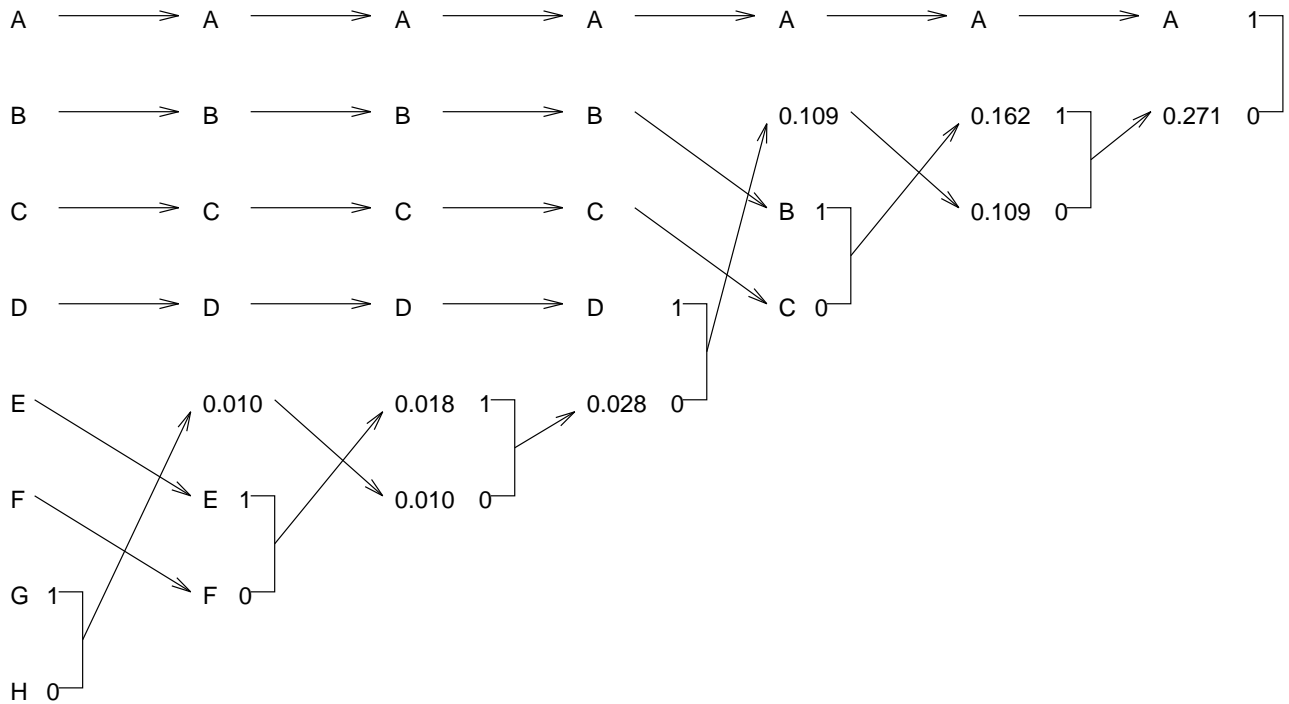 A A A A A A A 1
B B B B 0.109 0.162 1 0.271 0
C C C C B 1 0.109 0
D D D D 1 C 0
E 0.010 0.018 1 0.028 0
F E 1 0.010 0
G 1 F 0
H 0